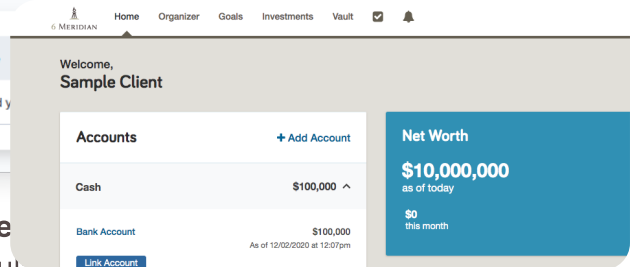 6 MERIDIAN
Home Organizer Goals Investments Vault
Welcome,
Sample Client
Accounts + Add Account
Cash $100,000
Bank Account $100,000
As of 12/02/2020 at 12:07pm
Link Account
Net Worth
$10,000,000
as of today
$0
this month